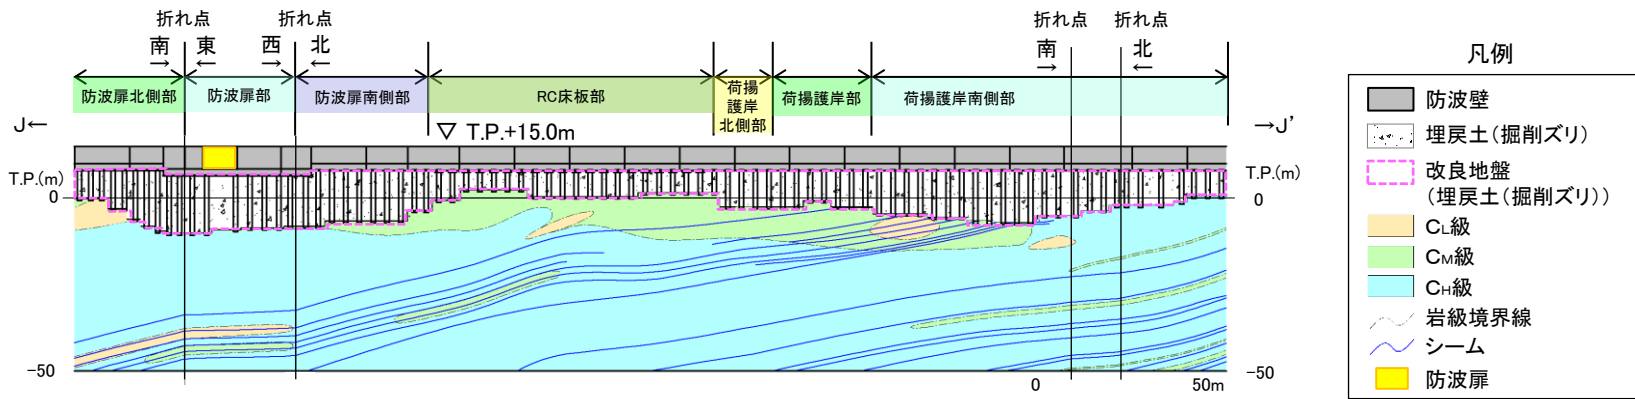 折れ点
折れ点
折れ点
折れ点
南
→
東
←
西
→
北
←
南
→
北
←
防波扉北側部
防波扉部
防波扉南側部
RC床板部
荷揚
護岸
北側部
荷揚護岸部
荷揚護岸南側部
J←
▽ T.P.+15.0m
→J’
T.P.(m)
T.P.(m)
0
0
-50
-50
0
50m
凡例
防波壁
埋戻土(掘削ズリ)
改良地盤
(埋戻土(掘削ズリ))
CL級
CM級
CH級
岩級境界線
シーム
防波扉